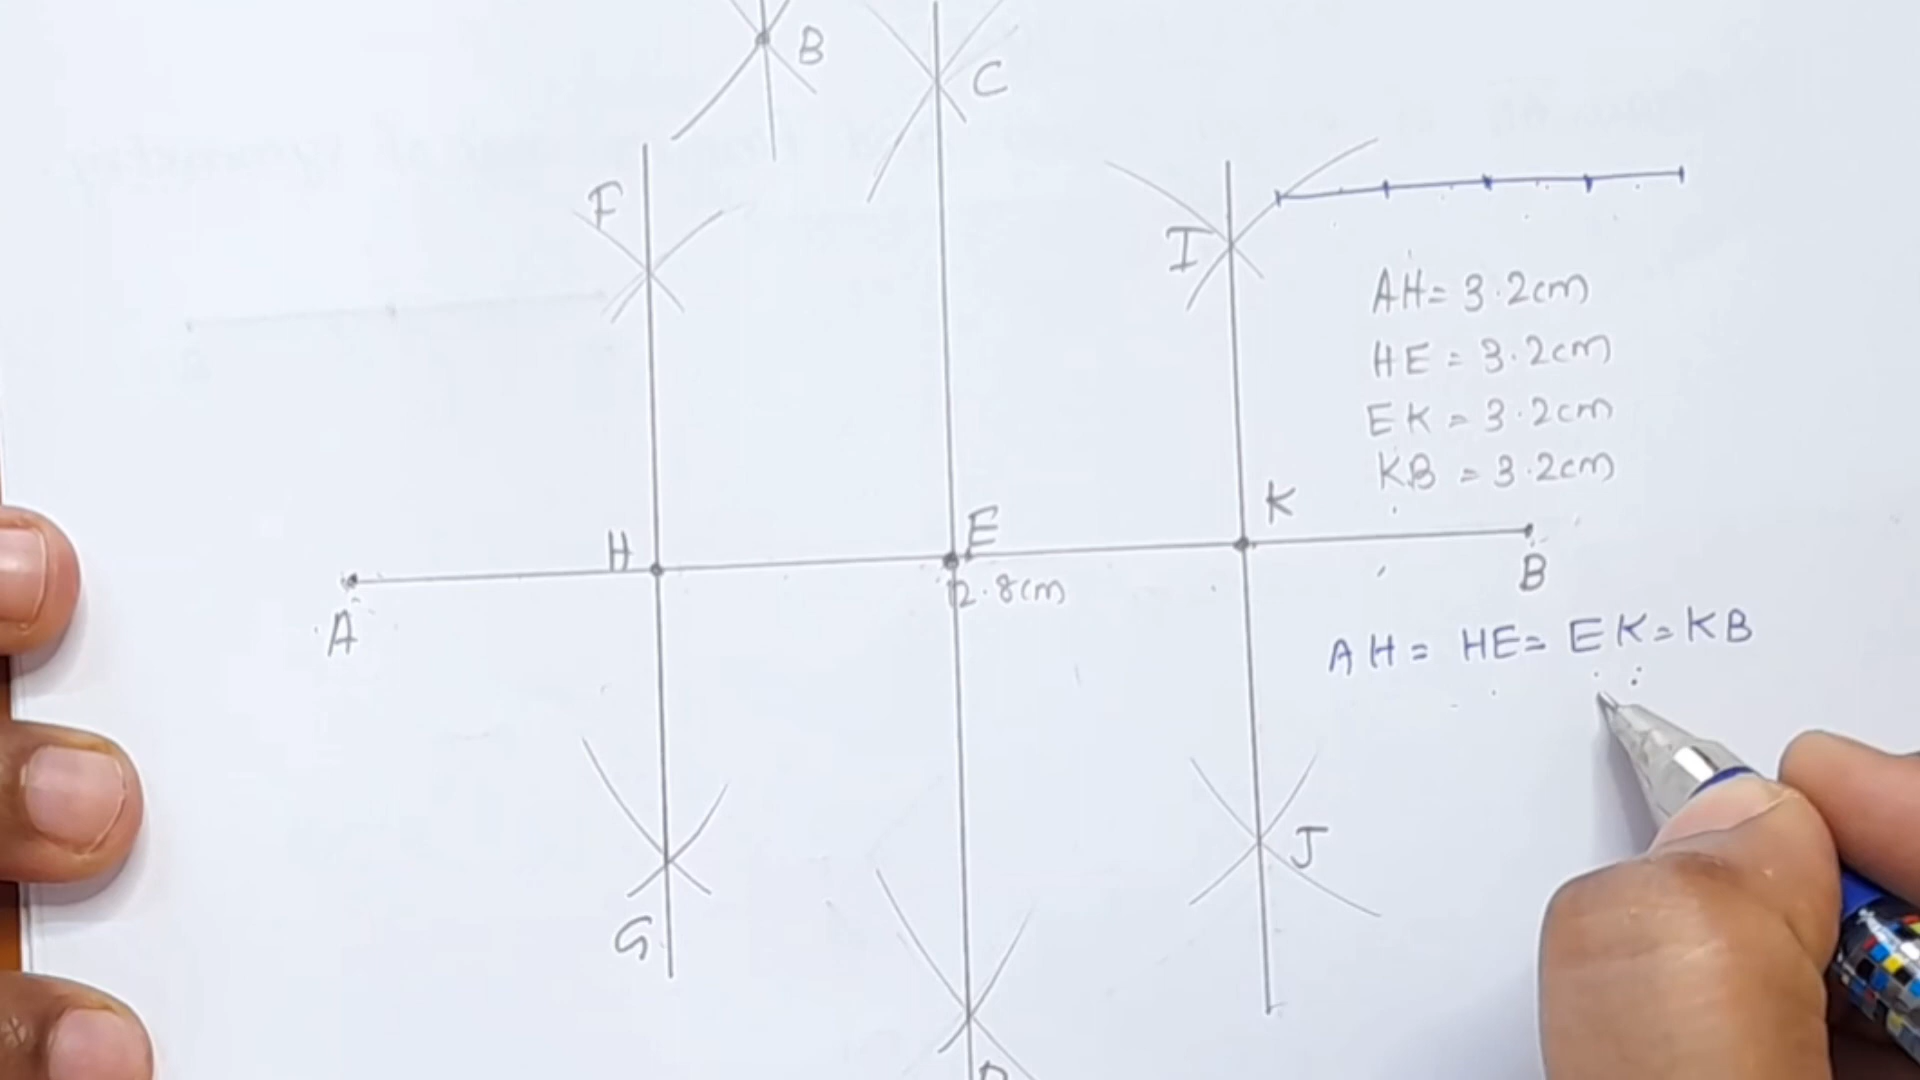 B
C
F
I
AH = 3.2cm
HE = 3.2cm
EK = 3.2cm
KB = 3.2cm
K
H
E
12.8cm
A
B
AH = HE = EK = KB
J
G
D